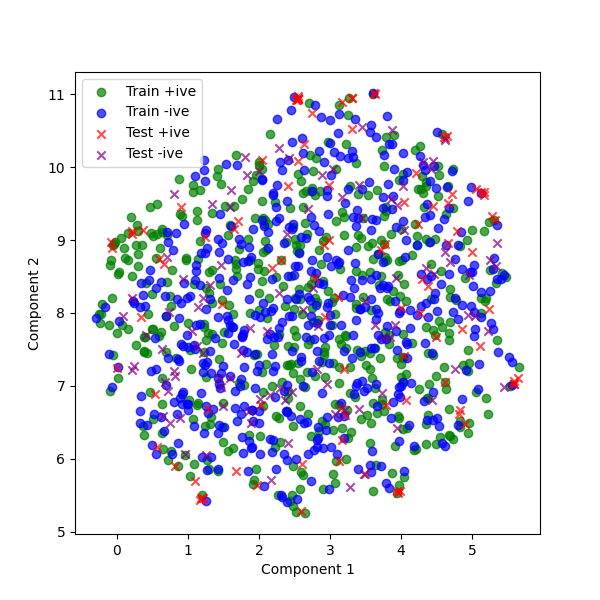 Train +ive
Train -ive
Test +ive
Test -ive
11
10
9
8
7
6
5
Component 2
0 1 2 3 4 5
Component 1